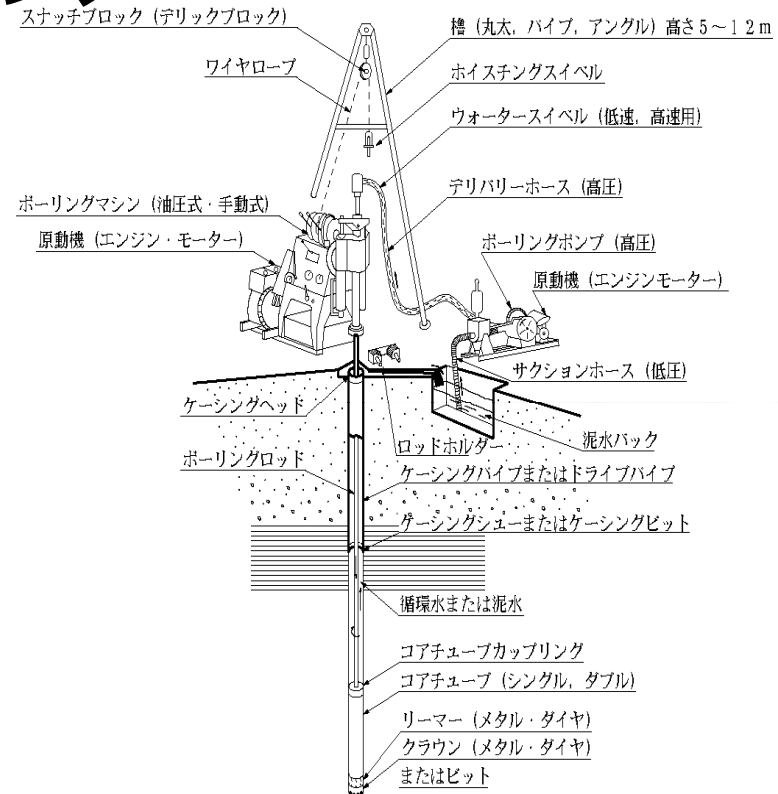 スナッチブロック (デリックブロック)
櫓 (丸太, パイプ, アングル) 高さ5～12m
ワイヤロープ
ホイスチングスイベル
ウォータースイベル (低速, 高速用)
デリバリーホース (高圧)
ボーリングマシン (油圧式・手動式)
原動機 (エンジン・モーター)
ボーリングポンプ (高圧)
原動機 (エンジンモーター)
サクションホース (低圧)
ケーシングヘッド
ロッドホルダー
泥水バック
ボーリングロッド
ケーシングパイプまたはドライブパイプ
ケーシングシューまたはケーシングビット
循環水または泥水
コアチューブカップリング
コアチューブ (シングル, ダブル)
リーマー (メタル・ダイヤ)
クラウン (メタル・ダイヤ)
またはビット